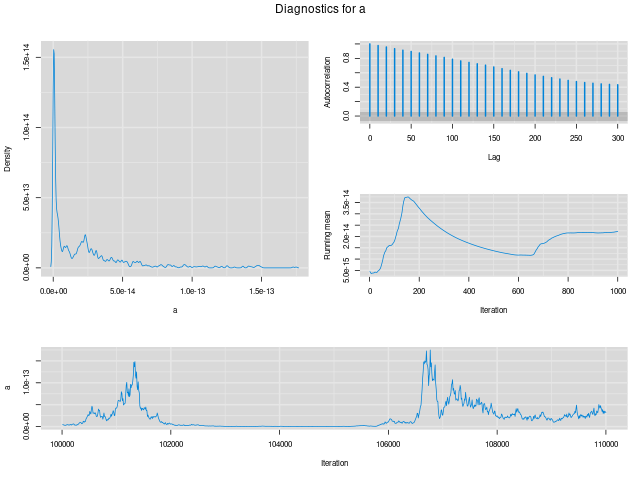 Diagnostics for a
Density
0.0e+00 5.0e+13 1.0e+14 1.5e+14
0.0e+00 5.0e-14 1.0e-13 1.5e-13
a
Autocorrelation
0.0 0.4 0.8
0 50 100 150 200 250 300
Lag
Running mean
5.0e-15 2.0e-14 3.5e-14
0 200 400 600 800 1000
Iteration
a
0.0e+00 1.0e-13
100000 102000 104000 106000 108000 110000
Iteration